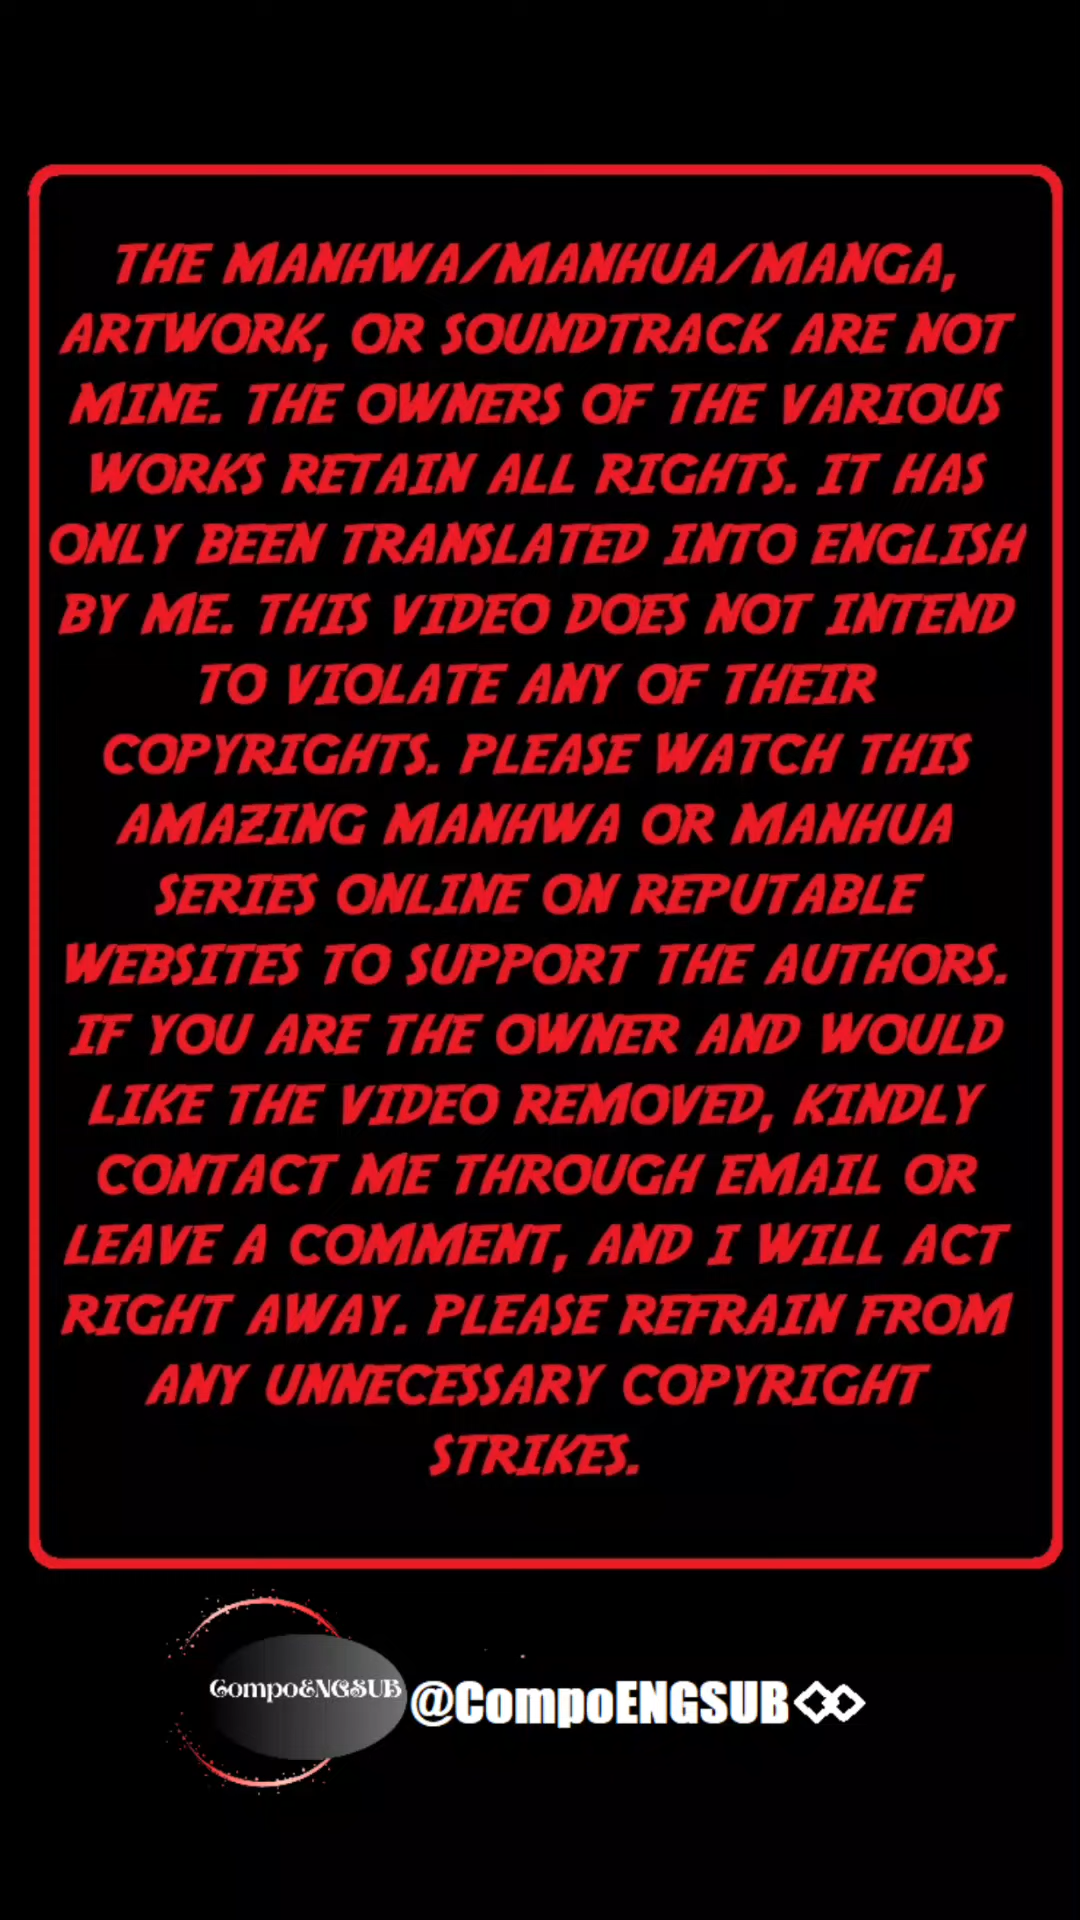 THE MANHWA/MANHUA/MANGA,
ARTWORK, OR SOUNDTRACK ARE NOT
MINE. THE OWNERS OF THE VARIOUS
WORKS RETAIN ALL RIGHTS. IT HAS
ONLY BEEN TRANSLATED INTO ENGLISH
BY ME. THIS VIDEO DOES NOT INTEND
TO VIOLATE ANY OF THEIR
COPYRIGHTS. PLEASE WATCH THIS
AMAZING MANHWA OR MANHUA
SERIES ONLINE ON REPUTABLE
WEBSITES TO SUPPORT THE AUTHORS.
IF YOU ARE THE OWNER AND WOULD
LIKE THE VIDEO REMOVED, KINDLY
CONTACT ME THROUGH EMAIL OR
LEAVE A COMMENT, AND I WILL ACT
RIGHT AWAY. PLEASE REFRAIN FROM
ANY UNNECESSARY COPYRIGHT
STRIKES.
CompoENGSUB
@CompoENGSUB